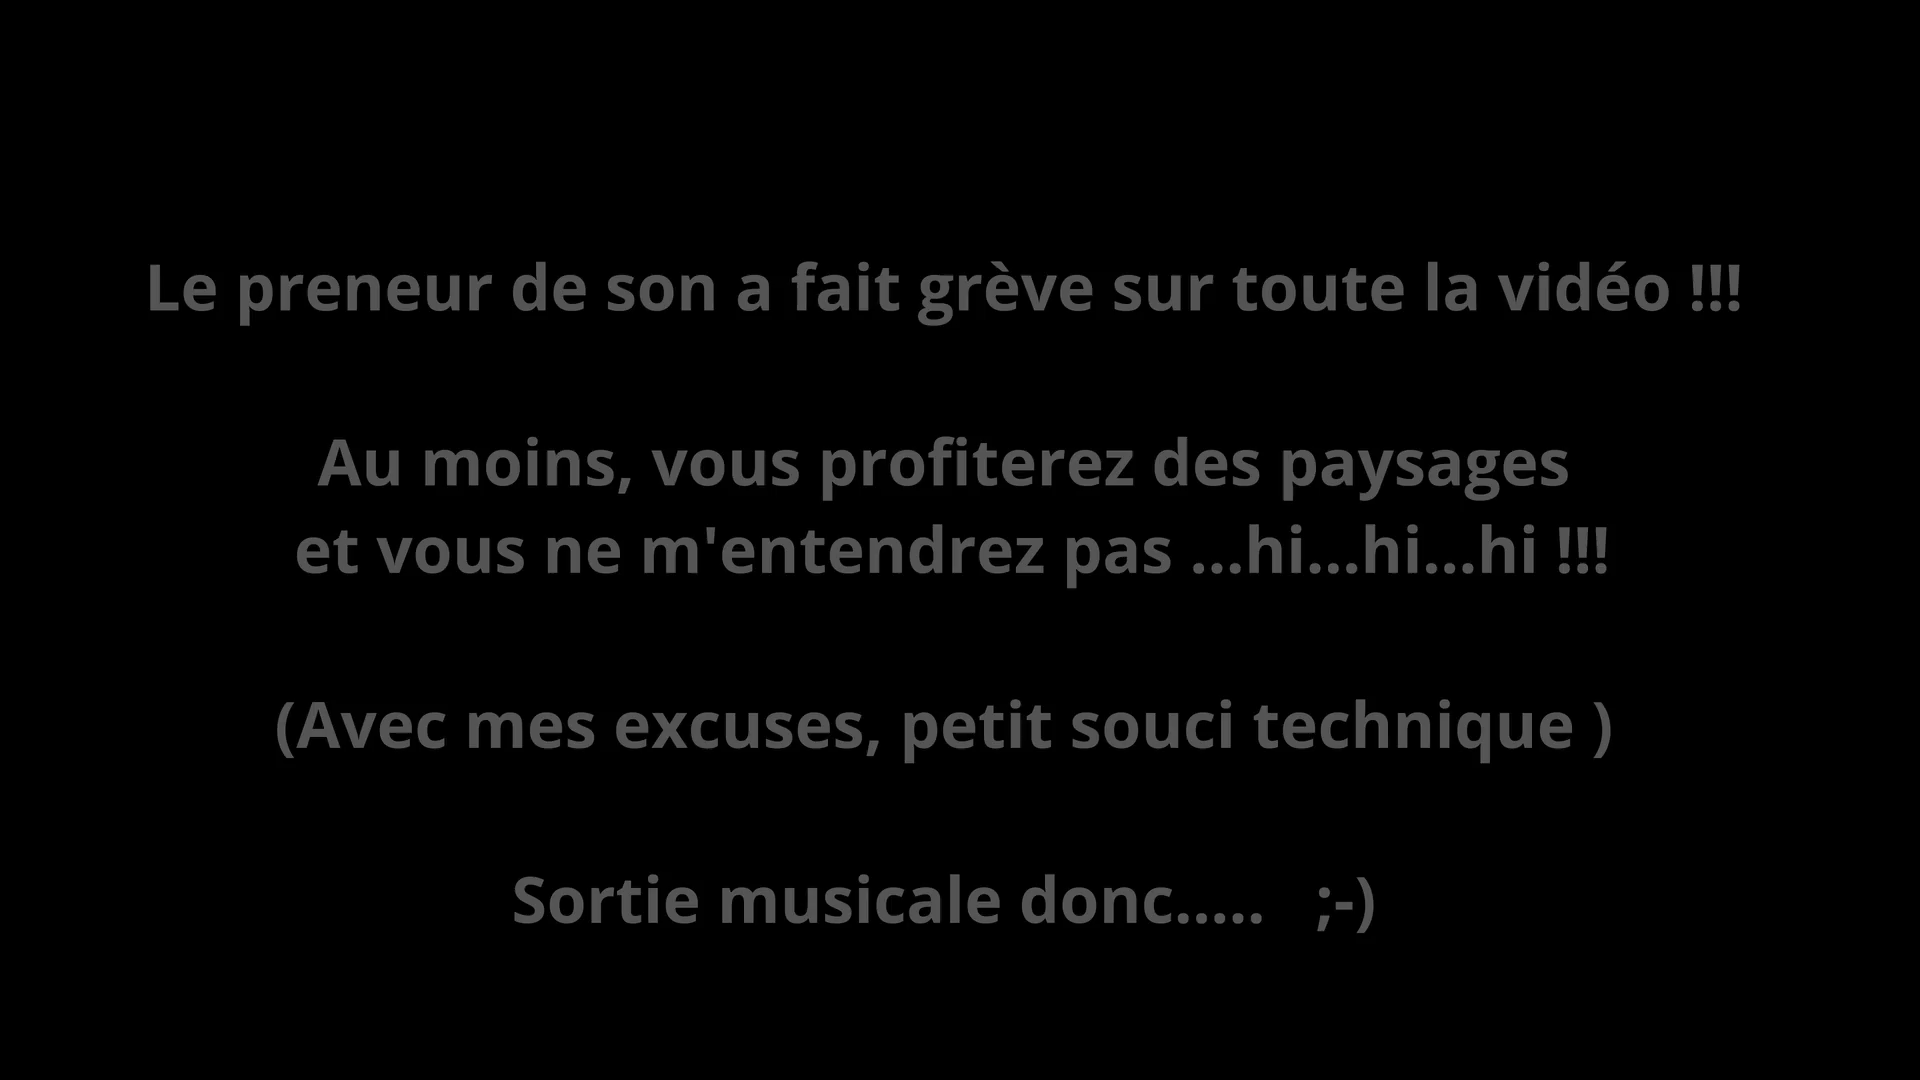 Le preneur de son a fait grève sur toute la vidéo !!!
Au moins, vous profiterez des paysages
et vous ne m'entendrez pas ...hi...hi...hi !!!
(Avec mes excuses, petit souci technique )
Sortie musicale donc..... ;-)